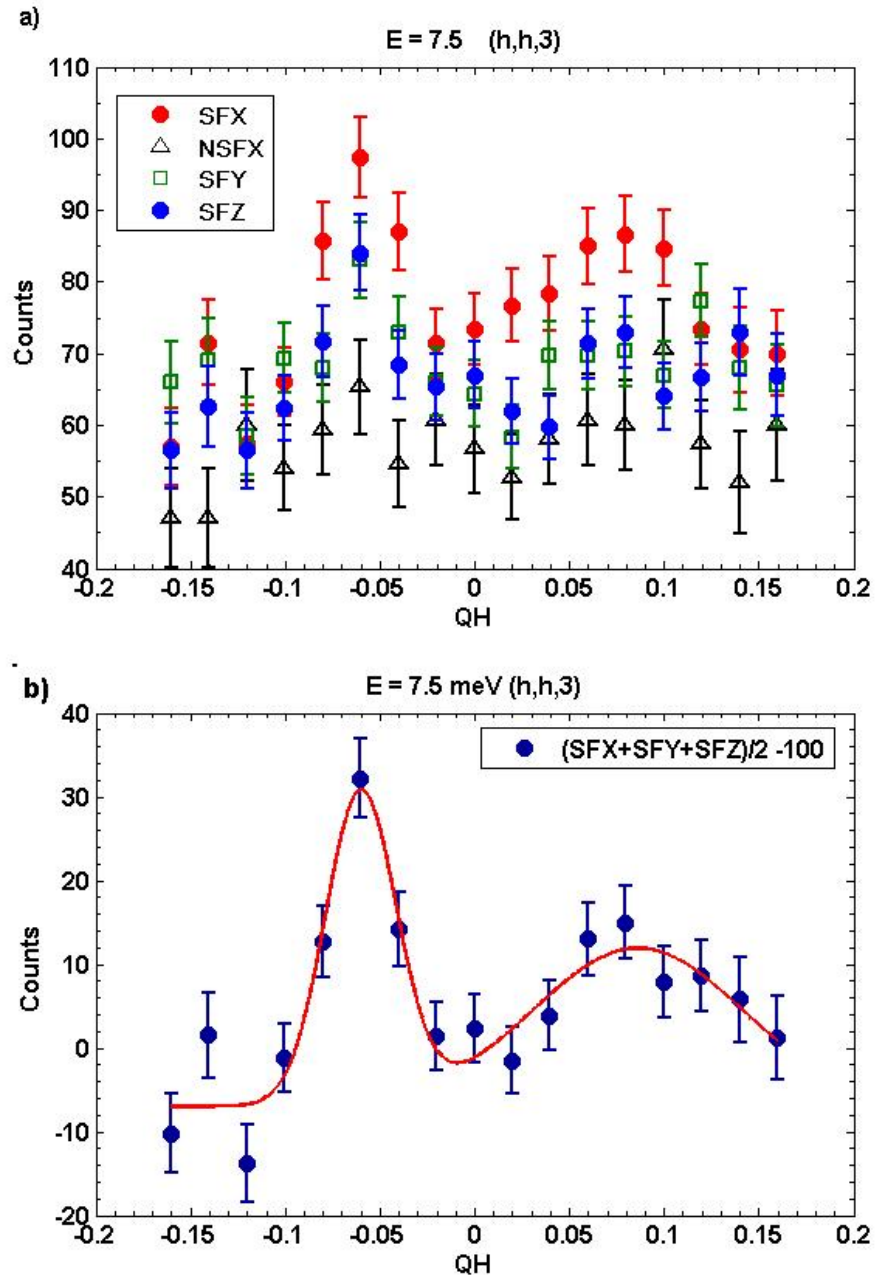 a)
E = 7.5 (h,h,3)
110
100
90
80
70
60
50
40
Counts
SFX
NSFX
SFY
SFZ
-0.2 -0.15 -0.1 -0.05 0 0.05 0.1 0.15 0.2
QH
b)
E = 7.5 meV (h,h,3)
40
30
20
10
0
-10
-20
Counts
(SFX+SFY+SFZ)/2 -100
-0.2 -0.15 -0.1 -0.05 0 0.05 0.1 0.15 0.2
QH